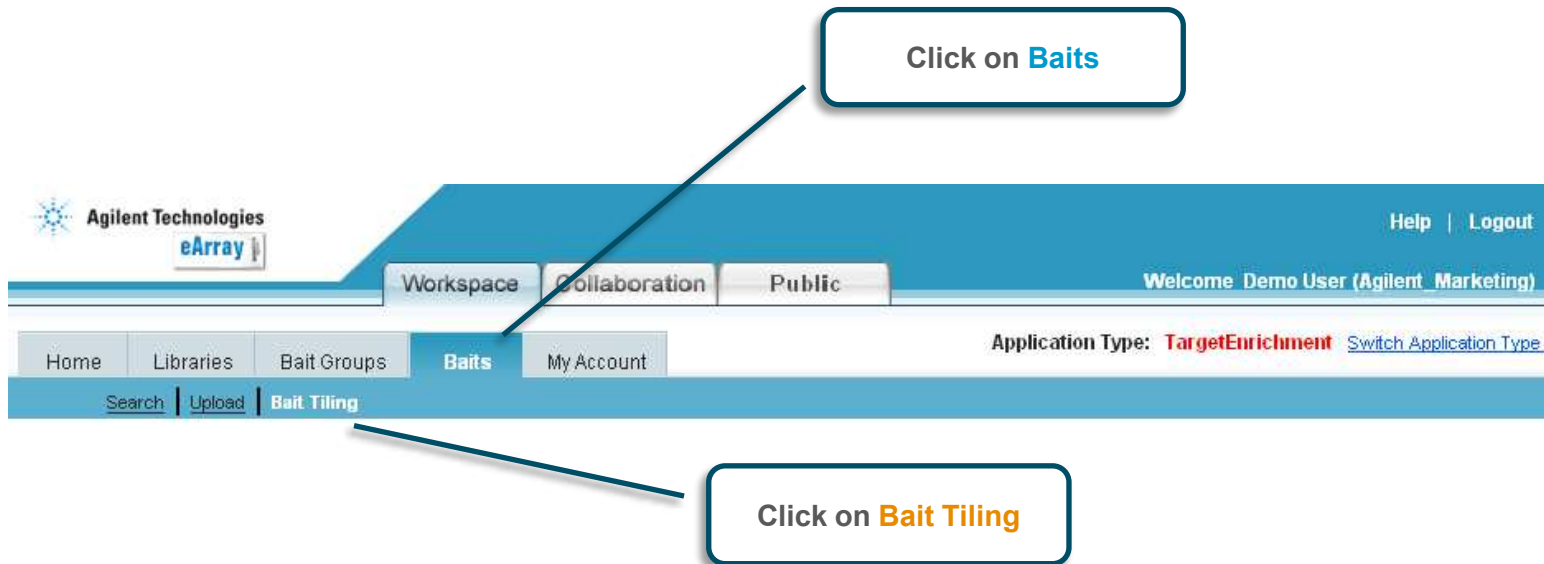 Click on Baits
Agilent Technologies
eArray
Help | Logout
Workspace Collaboration Public
Welcome Demo User (Agilent_Marketing)
Application Type: TargetEnrichment Switch Application Type
Home Libraries Bait Groups Baits My Account
Search | Upload | Bait Tiling
Click on Bait Tiling